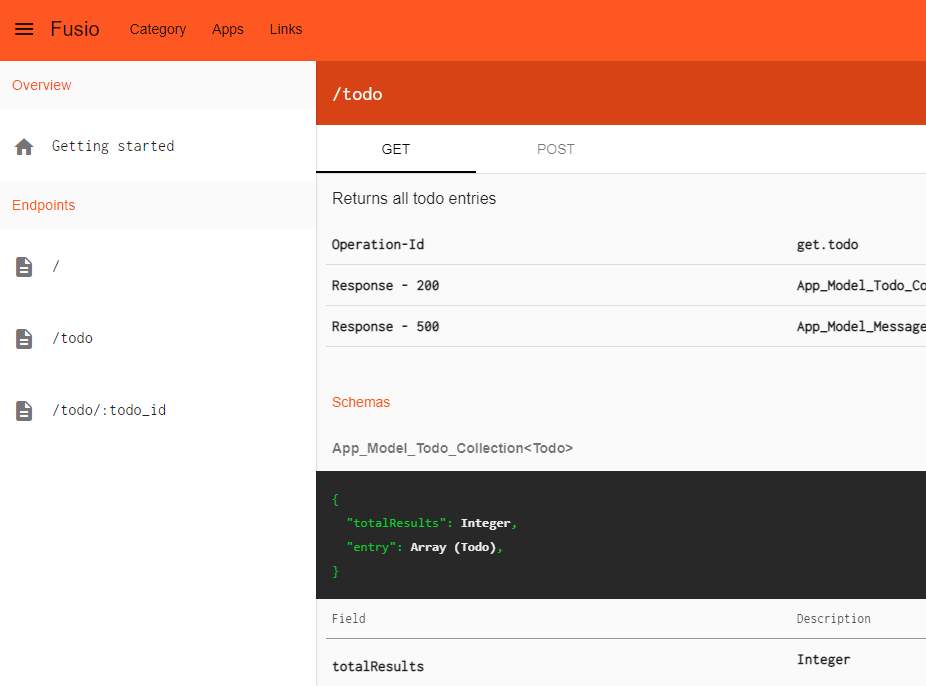 Fusio Category Apps Links
Overview
Getting started
Endpoints
/
/todo
/todo/:todo_id
/todo
GET POST
Returns all todo entries
Operation-Id get.todo
Response - 200 App_Model_Todo_Co
Response - 500 App_Model_Message
Schemas
App_Model_Todo_Collection<Todo>
{
"totalResults": Integer,
"entry": Array (Todo),
}
Field Description
totalResults Integer